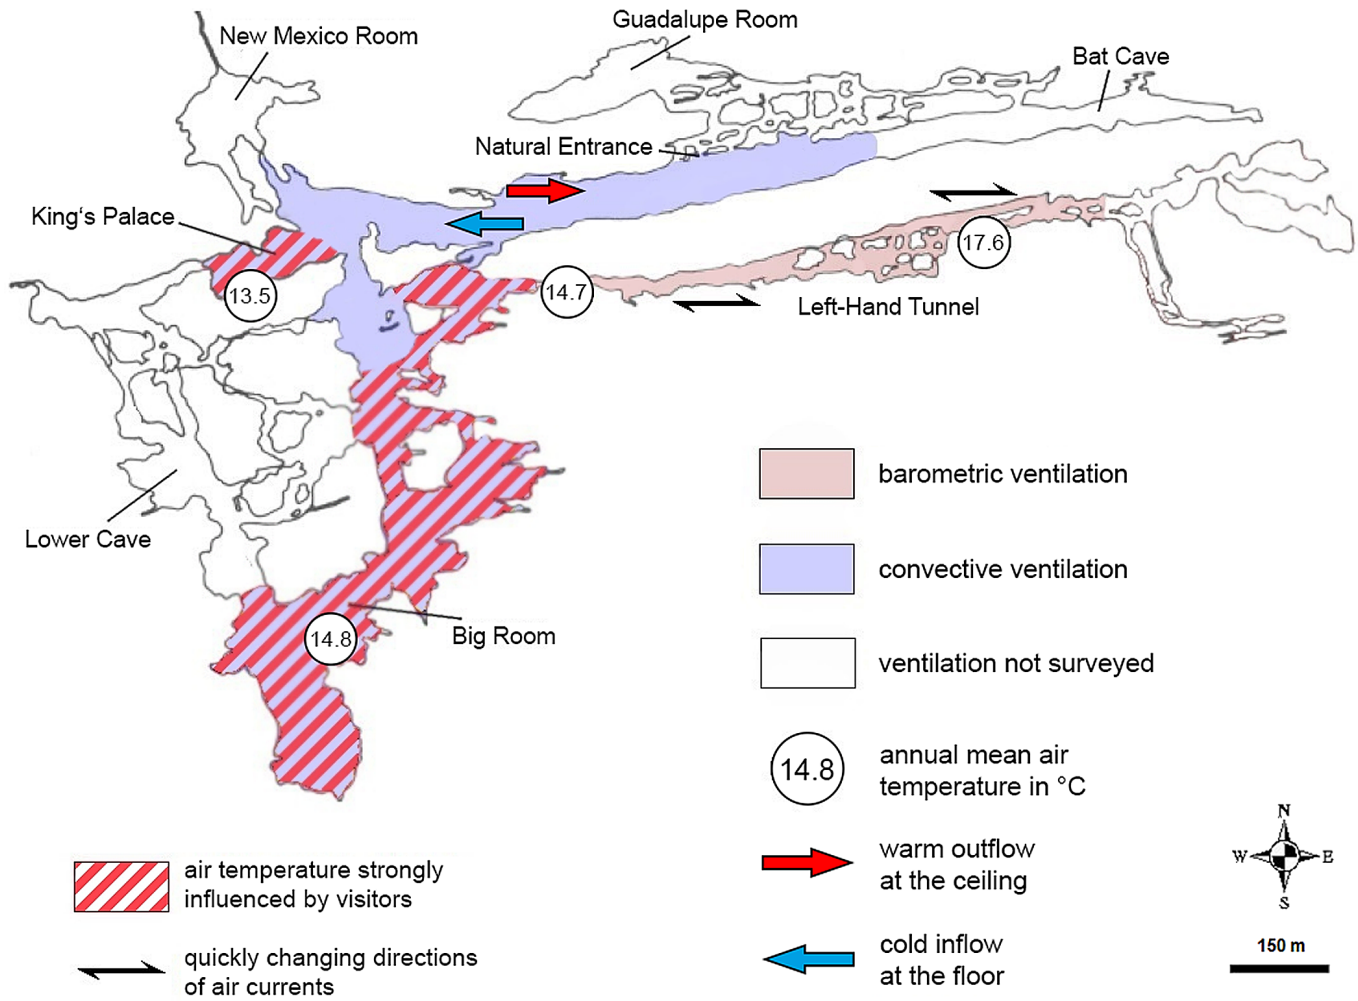 Guadalupe Room
New Mexico Room
Bat Cave
Natural Entrance
King‘s Palace
17.6
13.5
14.7
Left-Hand Tunnel
barometric ventilation
Lower Cave
convective ventilation
Big Room
14.8
ventilation not surveyed
14.8
annual mean air
temperature in °C
N
W
E
S
warm outflow
at the ceiling
air temperature strongly
influenced by visitors
cold inflow
at the floor
150 m
quickly changing directions
of air currents